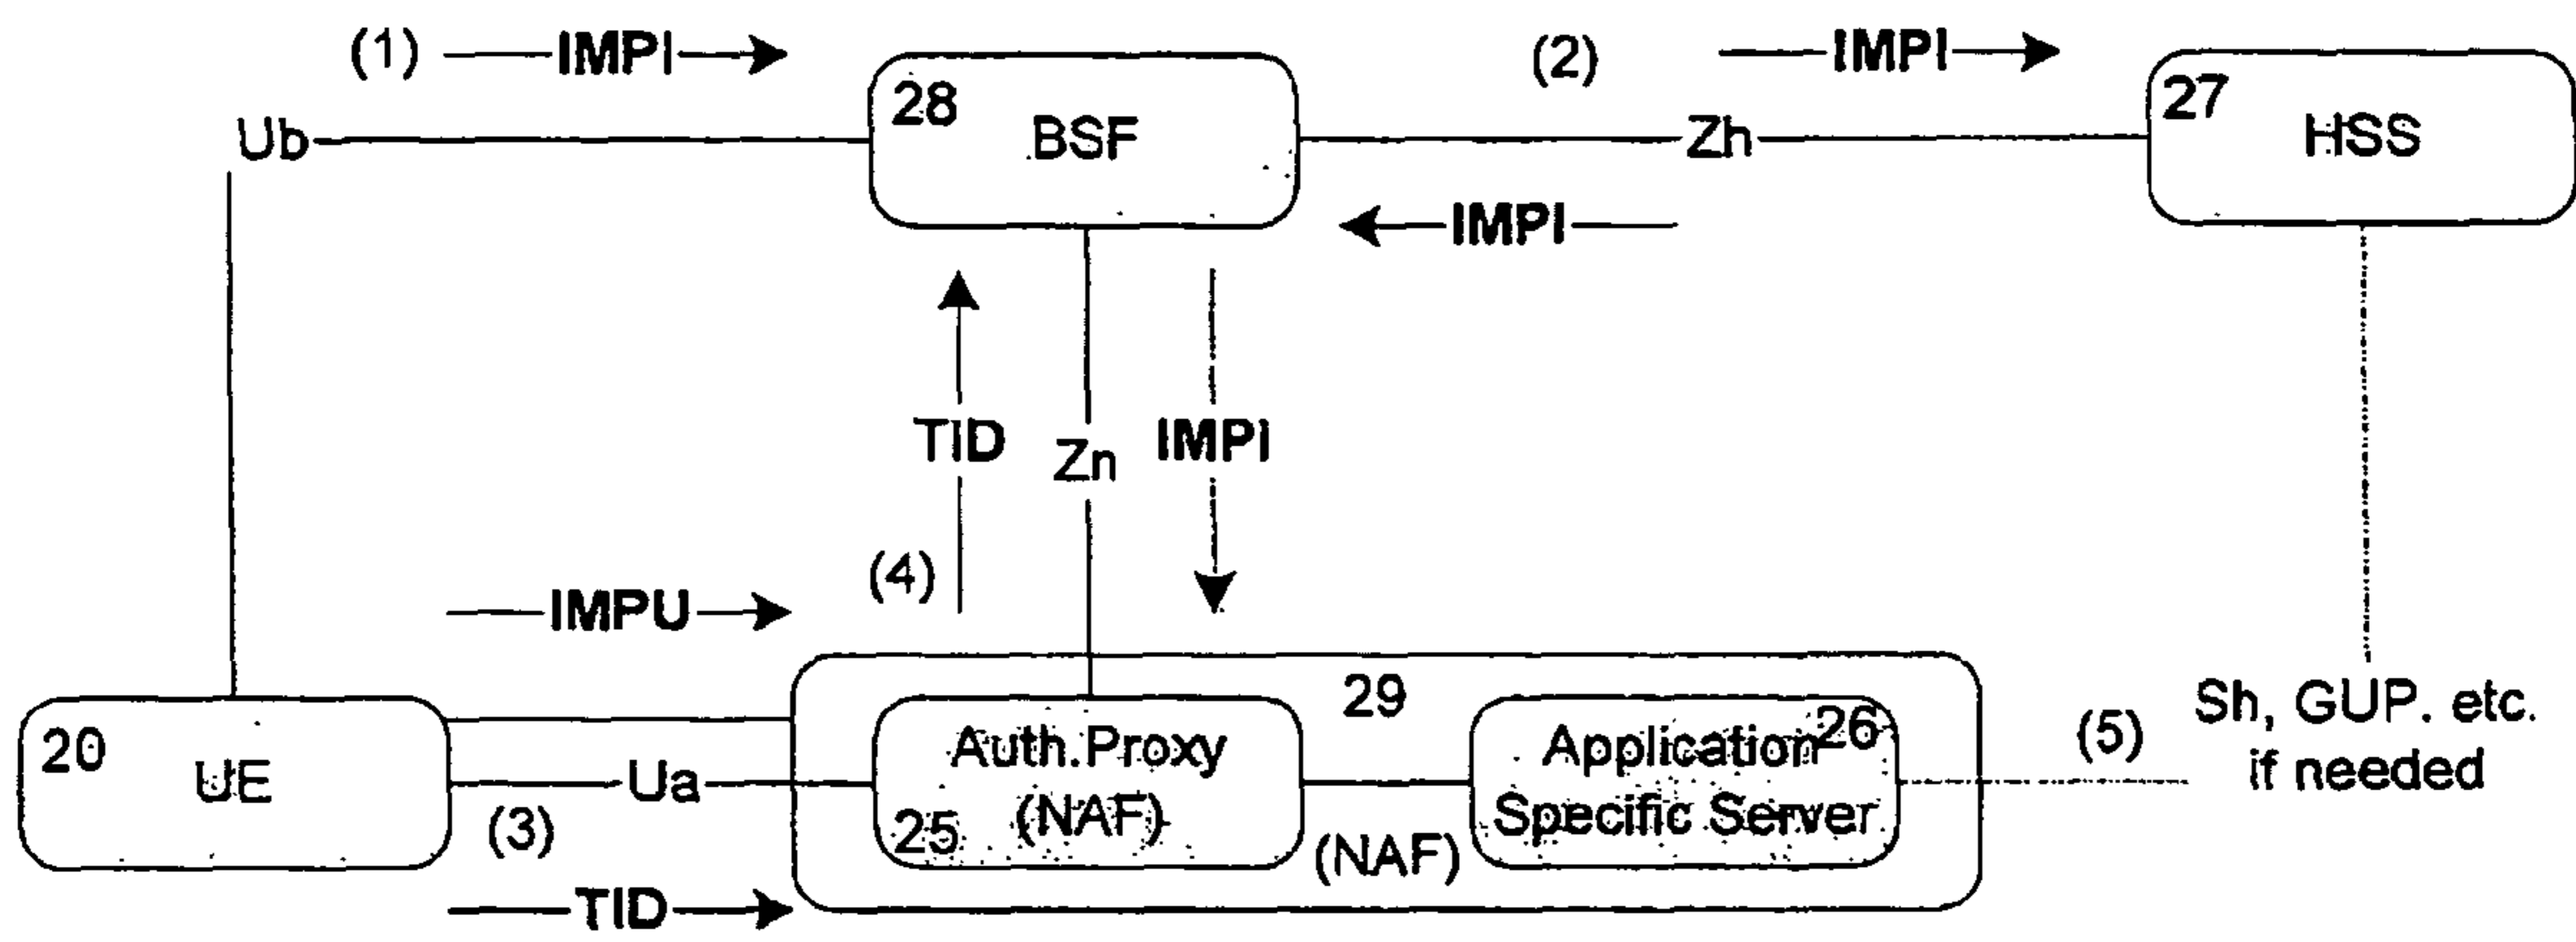 (1) IMPI (2) IMPI
28 BSF
27 HSS
Ub Zh
IMPI
TID Zn IMPI
(4)
IMPU
29
20 UE
Auth.Proxy
(NAF)
25
Application
Specific Server
26
(NAF)
Ua
(3)
TID
(5)
Sh, GUP. etc.
if needed